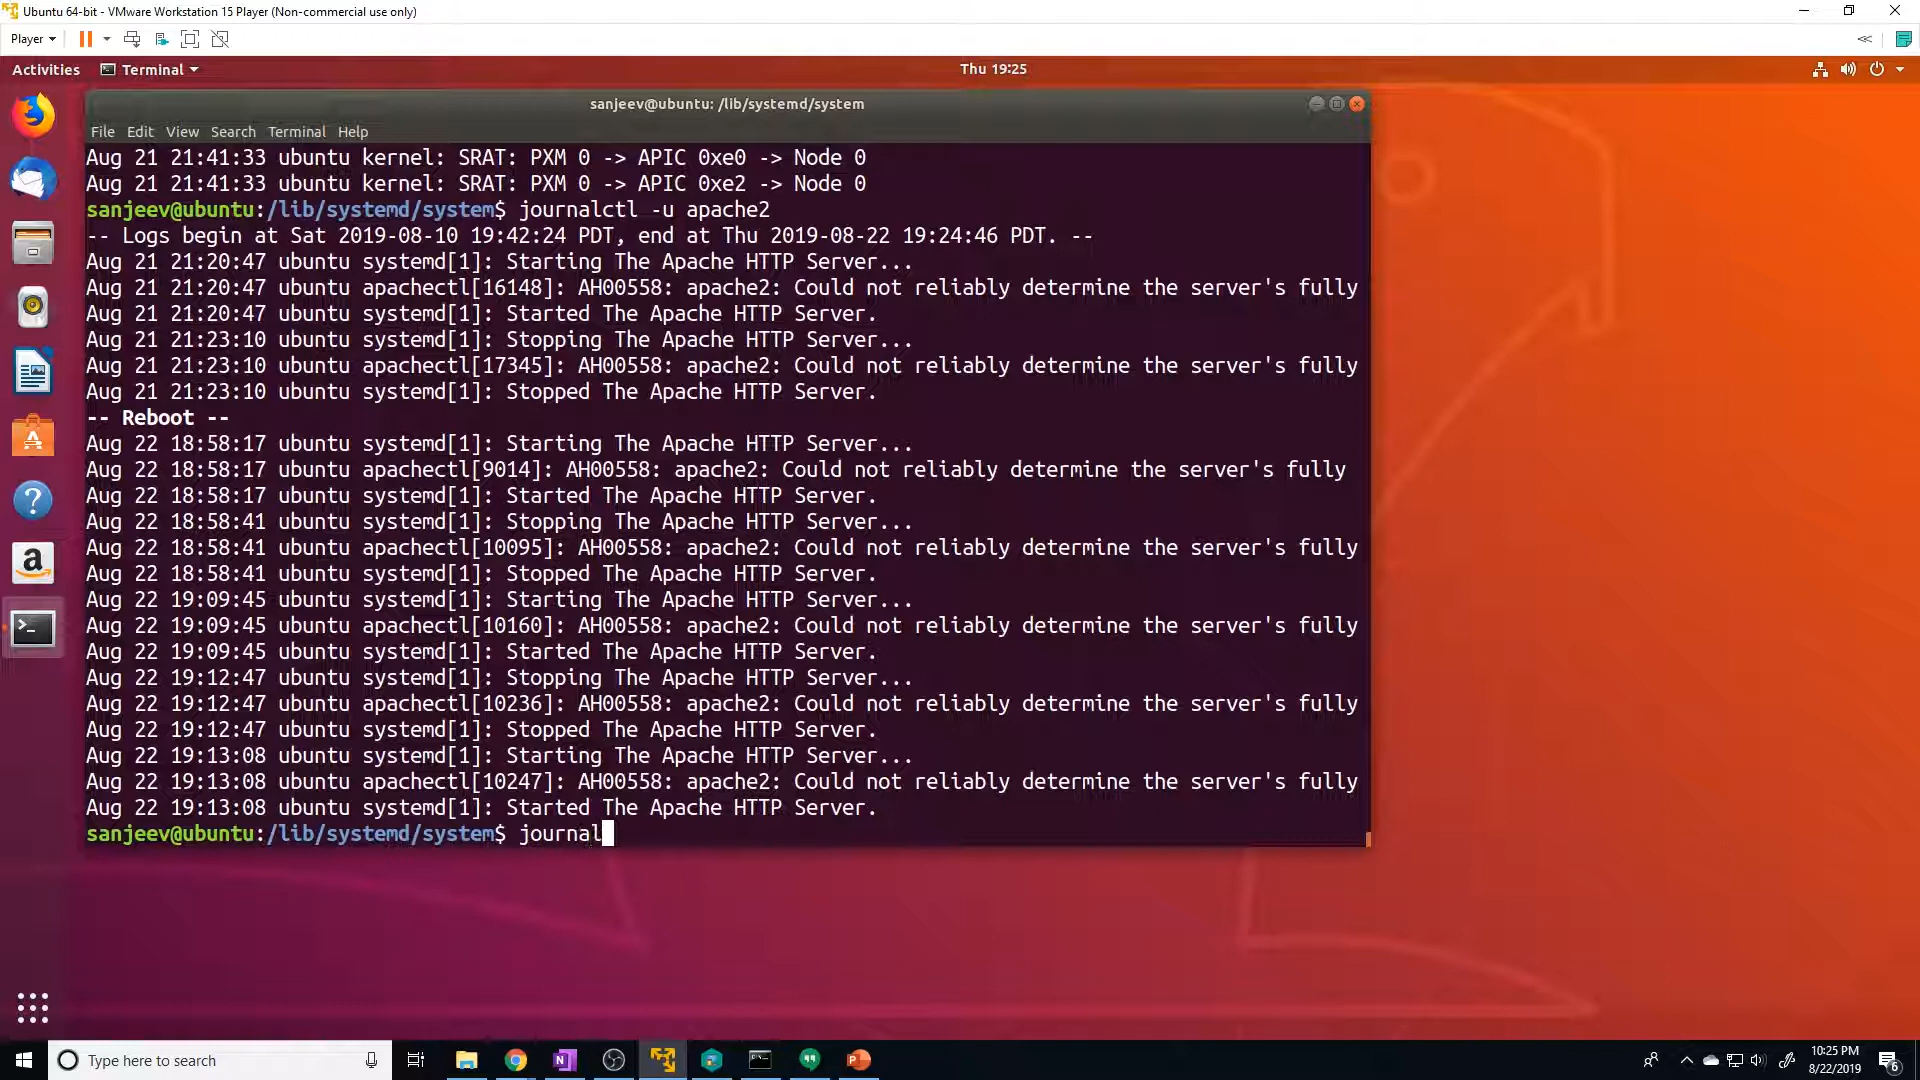 Ubuntu 64-bit - VMware Workstation 15 Player (Non-commercial use only)
Player
Activities
Terminal
Thu 19:25
sanjeev@ubuntu: /lib/systemd/system
File Edit View Search Terminal Help
Aug 21 21:41:33 ubuntu kernel: SRAT: PXM 0 -> APIC 0xe0 -> Node 0
Aug 21 21:41:33 ubuntu kernel: SRAT: PXM 0 -> APIC 0xe2 -> Node 0
sanjeev@ubuntu:/lib/systemd/system$ journalctl -u apache2
-- Logs begin at Sat 2019-08-10 19:42:24 PDT, end at Thu 2019-08-22 19:24:46 PDT. --
Aug 21 21:20:47 ubuntu systemd[1]: Starting The Apache HTTP Server...
Aug 21 21:20:47 ubuntu apachectl[16148]: AH00558: apache2: Could not reliably determine the server's fully
Aug 21 21:20:47 ubuntu systemd[1]: Started The Apache HTTP Server.
Aug 21 21:23:10 ubuntu systemd[1]: Stopping The Apache HTTP Server...
Aug 21 21:23:10 ubuntu apachectl[17345]: AH00558: apache2: Could not reliably determine the server's fully
Aug 21 21:23:10 ubuntu systemd[1]: Stopped The Apache HTTP Server.
-- Reboot --
Aug 22 18:58:17 ubuntu systemd[1]: Starting The Apache HTTP Server...
Aug 22 18:58:17 ubuntu apachectl[9014]: AH00558: apache2: Could not reliably determine the server's fully
Aug 22 18:58:17 ubuntu systemd[1]: Started The Apache HTTP Server.
Aug 22 18:58:41 ubuntu systemd[1]: Stopping The Apache HTTP Server...
Aug 22 18:58:41 ubuntu apachectl[10095]: AH00558: apache2: Could not reliably determine the server's fully
Aug 22 18:58:41 ubuntu systemd[1]: Stopped The Apache HTTP Server.
Aug 22 19:09:45 ubuntu systemd[1]: Starting The Apache HTTP Server...
Aug 22 19:09:45 ubuntu apachectl[10160]: AH00558: apache2: Could not reliably determine the server's fully
Aug 22 19:09:45 ubuntu systemd[1]: Started The Apache HTTP Server.
Aug 22 19:12:47 ubuntu systemd[1]: Stopping The Apache HTTP Server...
Aug 22 19:12:47 ubuntu apachectl[10236]: AH00558: apache2: Could not reliably determine the server's fully
Aug 22 19:12:47 ubuntu systemd[1]: Stopped The Apache HTTP Server.
Aug 22 19:13:08 ubuntu systemd[1]: Starting The Apache HTTP Server...
Aug 22 19:13:08 ubuntu apachectl[10247]: AH00558: apache2: Could not reliably determine the server's fully
Aug 22 19:13:08 ubuntu systemd[1]: Started The Apache HTTP Server.
sanjeev@ubuntu:/lib/systemd/system$ journal
Type here to search
10:25 PM
8/22/2019
6